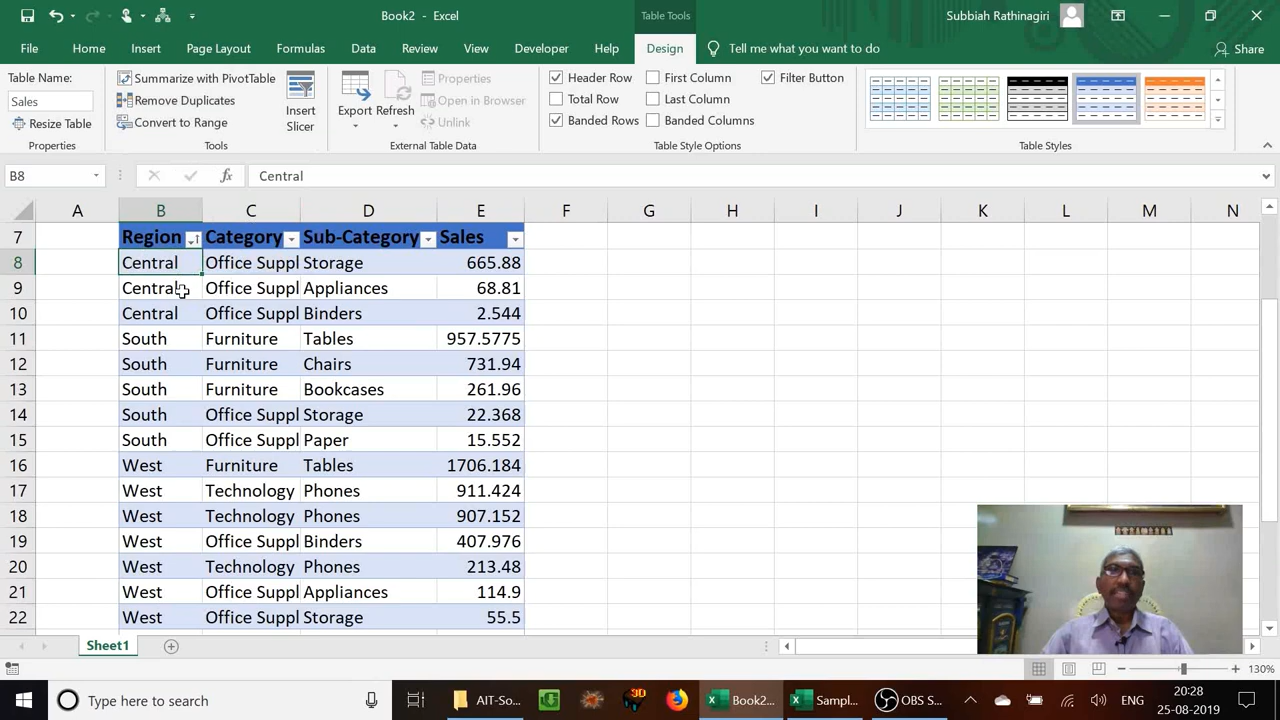 Book2 - Excel
Table Tools
Subbiah Rathinagiri
File Home Insert Page Layout Formulas Data Review View Developer Help Design Tell me what you want to do Share
Table Name:
Sales
Resize Table
Properties
Summarize with PivotTable
Remove Duplicates
Convert to Range
Tools
Insert
Slicer
Export
Refresh
Properties
Open in Browser
Unlink
External Table Data
Header Row First Column Filter Button
Total Row Last Column
Banded Rows Banded Columns
Table Style Options
Table Styles
B8 fx Central
A B C D E F G H I J K L M N
7 Region Category Sub-Category Sales
8 Central Office Suppl Storage 665.88
9 Central Office Suppl Appliances 68.81
10 Central Office Suppl Binders 2.544
11 South Furniture Tables 957.5775
12 South Furniture Chairs 731.94
13 South Furniture Bookcases 261.96
14 South Office Suppl Storage 22.368
15 South Office Suppl Paper 15.552
16 West Furniture Tables 1706.184
17 West Technology Phones 911.424
18 West Technology Phones 907.152
19 West Office Suppl Binders 407.976
20 West Technology Phones 213.48
21 West Office Suppl Appliances 114.9
22 West Office Suppl Storage 55.5
Sheet1
130%
Type here to search
AIT-So...
3D
Book2...
Sampl...
OBS S...
ENG
20:28
25-08-2019